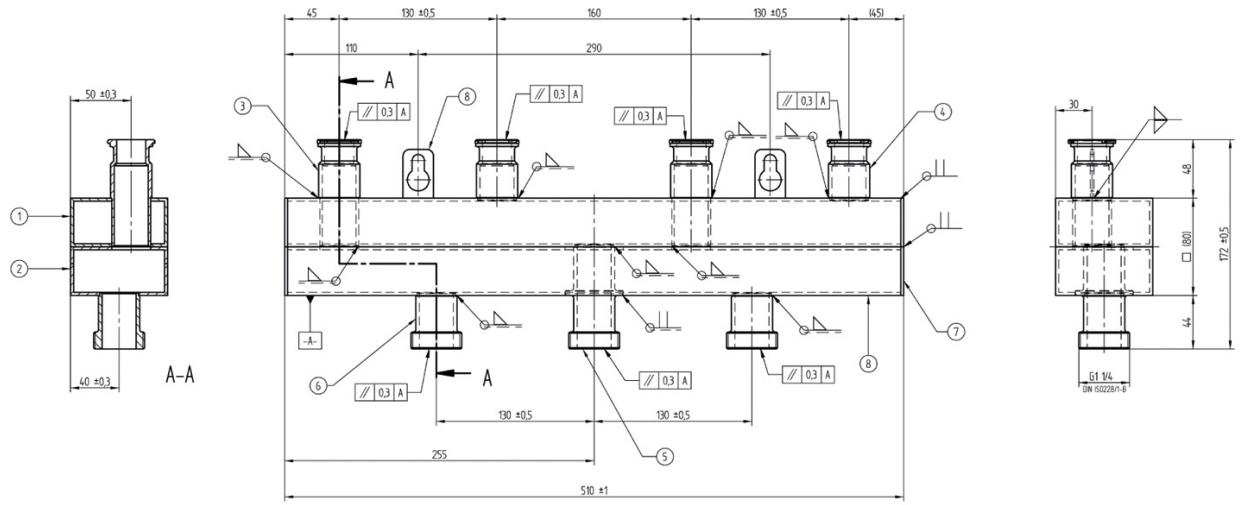 45
130 ±0,5
160
130 ±0,5
(45)
110
290
50 ±0,3
A
30
3
8
// 0,3 A
// 0,3 A
// 0,3 A
// 0,3 A
4
48
1
2
□ (80)
172 ±0,5
44
-A-
7
8
6
A
A-A
40 ±0,3
// 0,3 A
// 0,3 A
// 0,3 A
G1 1/4
DIN ISO228/1-B
130 ±0,5
130 ±0,5
255
5
510 ±1